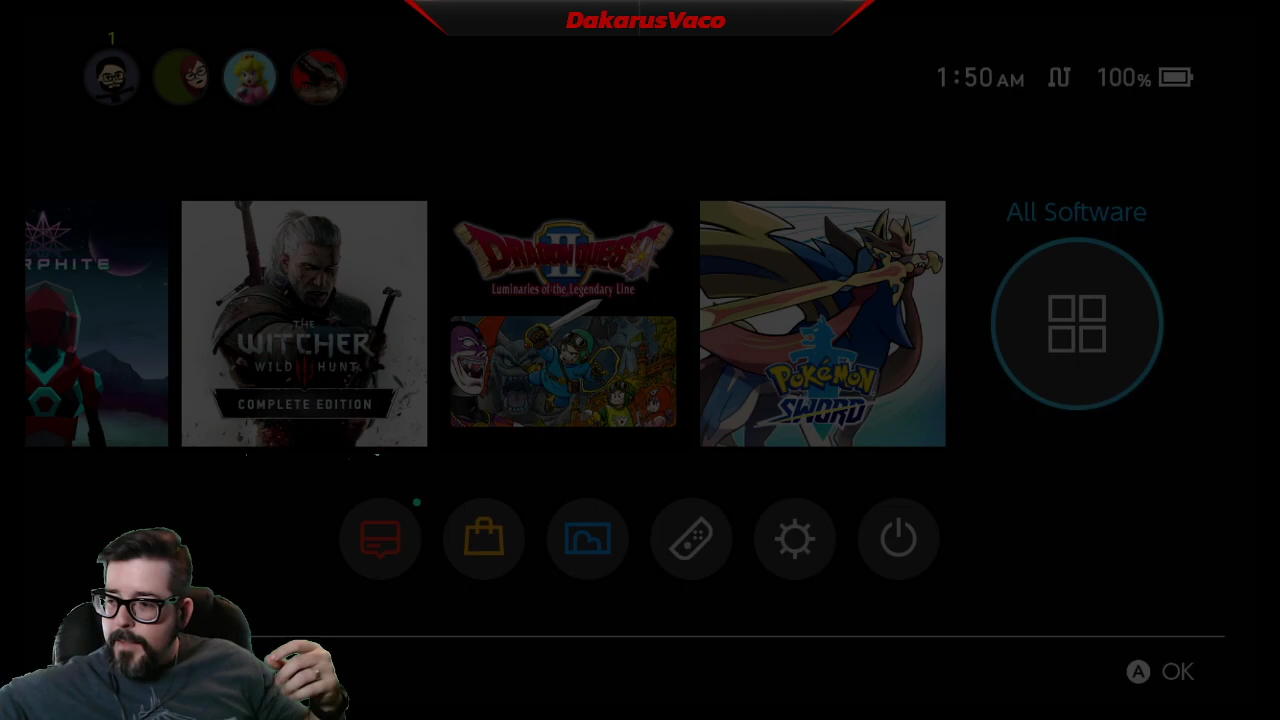 DakarusVaco
1
1:50 AM
100%
RPHITE
THE
WITCHER
WILD HUNT
COMPLETE EDITION
DRAGON QUEST
II
Luminaries of the Legendary Line
POKéMON
SWORD
All Software
A OK